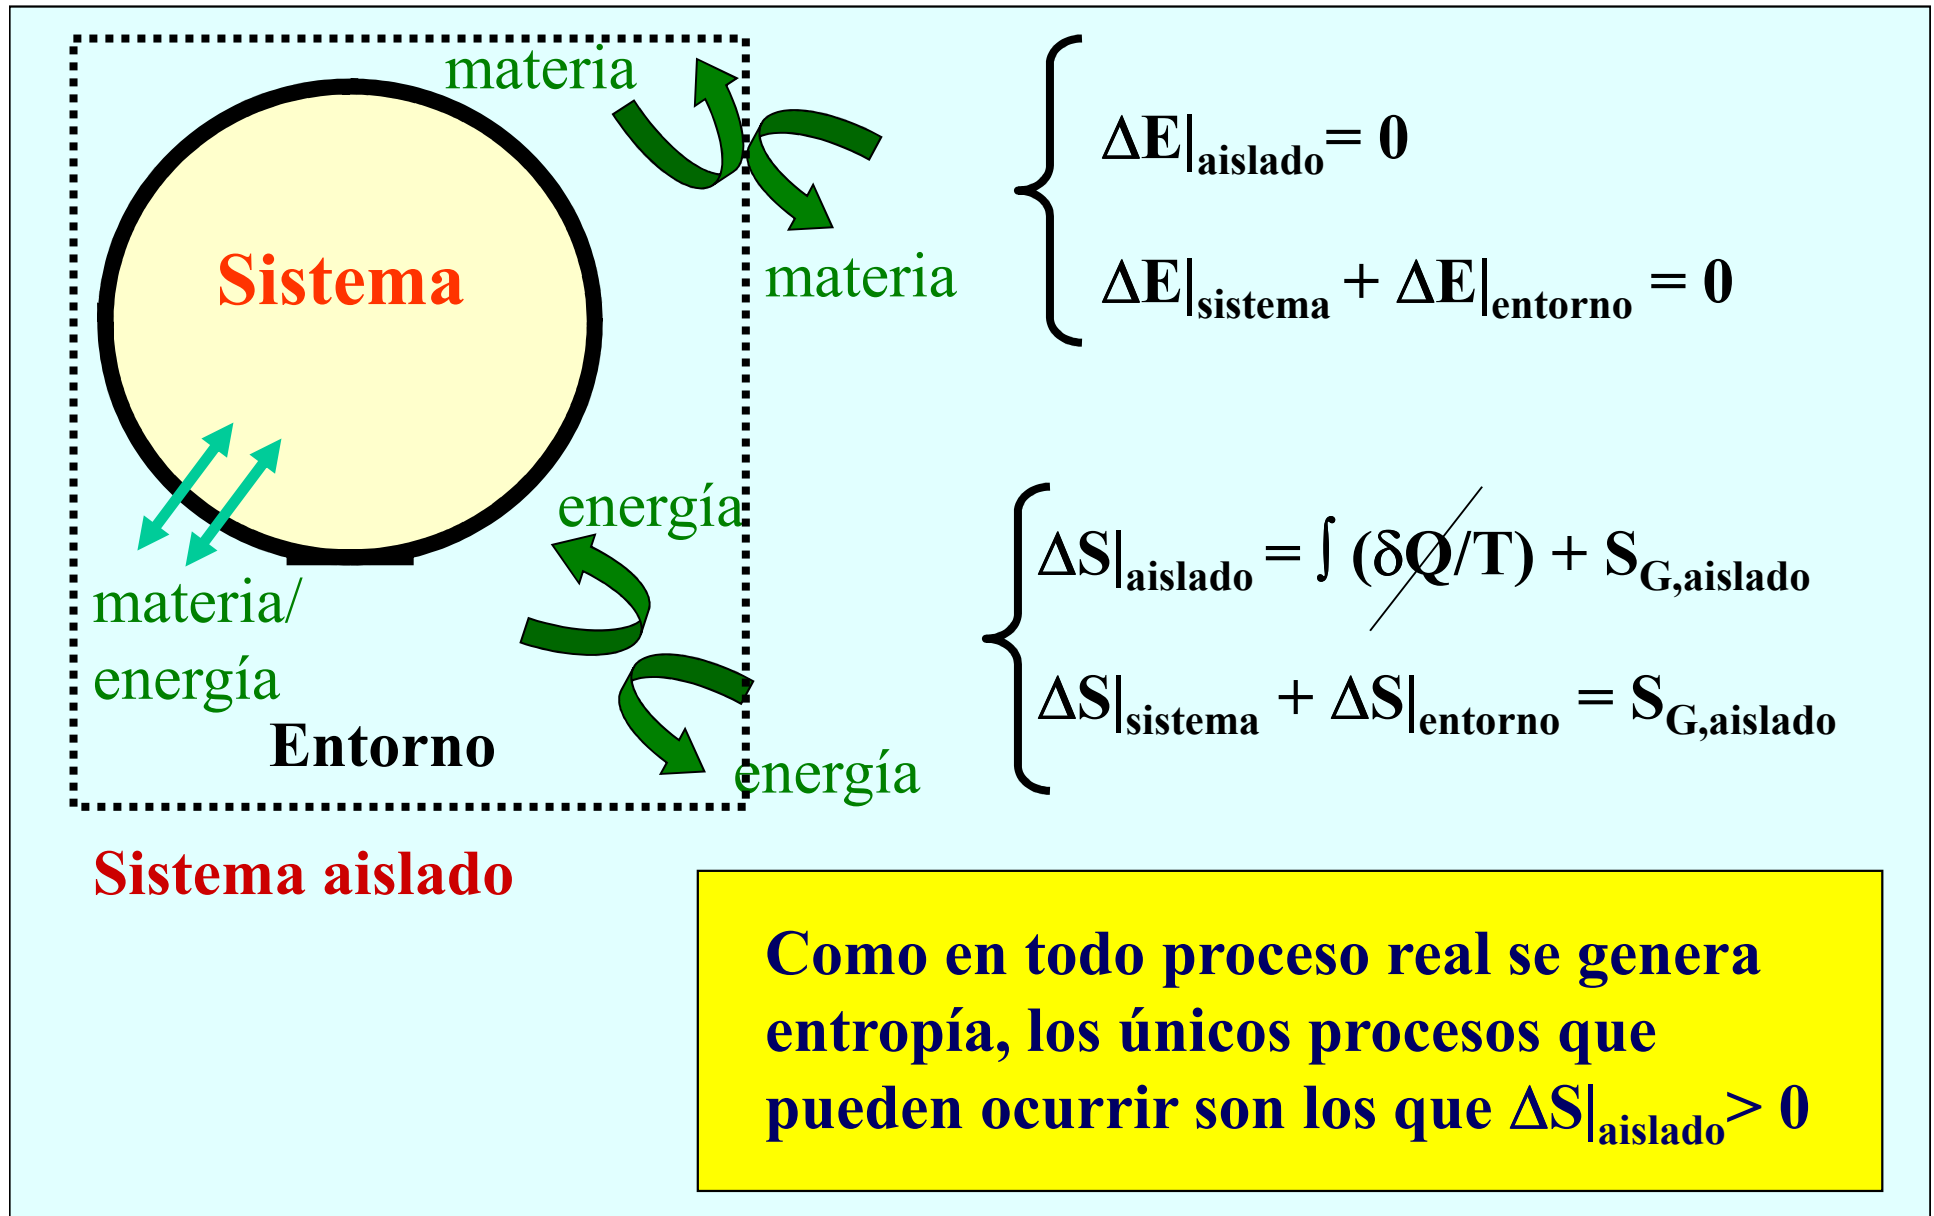 materia
Sistema
materia
energía
materia/
energía
Entorno
energía
Sistema aislado
ΔE|aislado= 0
ΔE|sistema + ΔE|entorno = 0
ΔS|aislado = ∫ (δQ/T) + SG,aislado
ΔS|sistema + ΔS|entorno = SG,aislado
Como en todo proceso real se genera
entropía, los únicos procesos que
pueden ocurrir son los que ΔS|aislado> 0